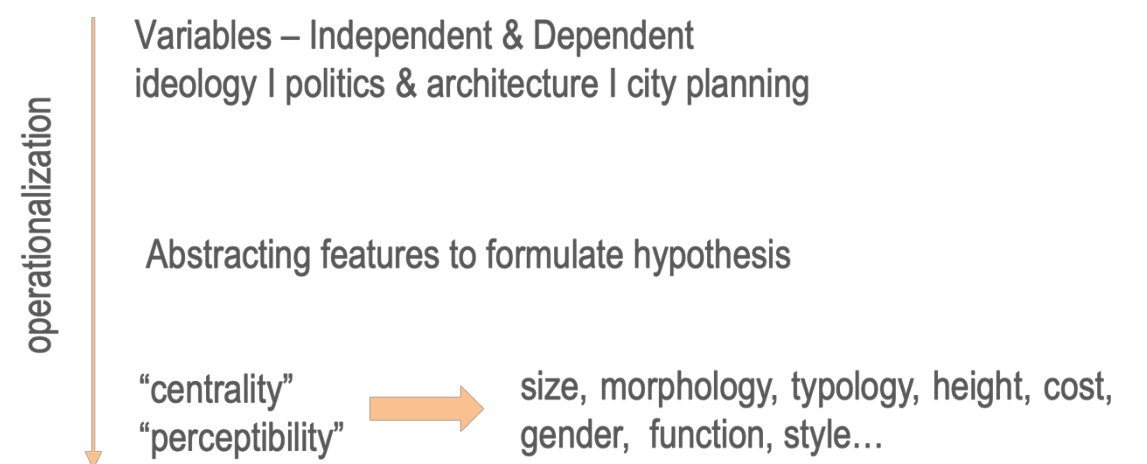 operationalization
Variables – Independent & Dependent
ideology I politics & architecture I city planning
Abstracting features to formulate hypothesis
“centrality”
“perceptibility”
size, morphology, typology, height, cost,
gender, function, style…